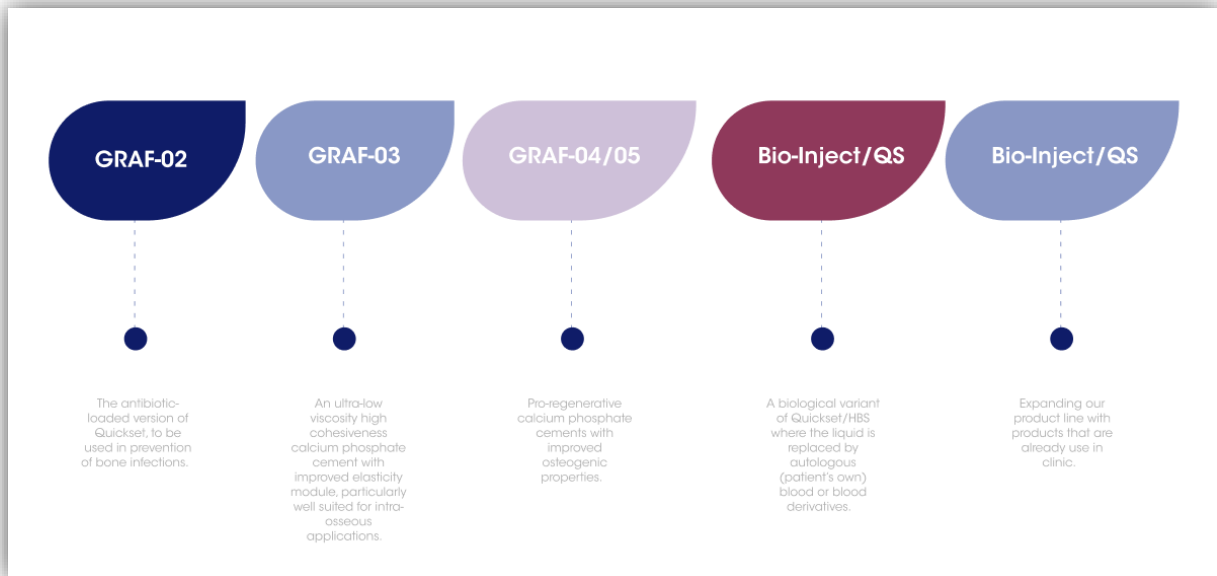 GRAF-02
GRAF-03
GRAF-04/05
Bio-Inject/QS
Bio-Inject/QS
The antibiotic-
loaded version of
Quickset, to be
used in prevention
of bone infections.
An ultra-low
viscosity high
cohesiveness
calcium phosphate
cement with
improved elasticity
module, particularly
well suited for intra-
osseous
applications.
Pro-regenerative
calcium phosphate
cements with
improved
osteogenic
properties.
A biological variant
of Quickset/HBS
where the liquid is
replaced by
autologous
(patient's own)
blood or blood
derivatives.
Expanding our
product line with
products that are
already use in
clinic.